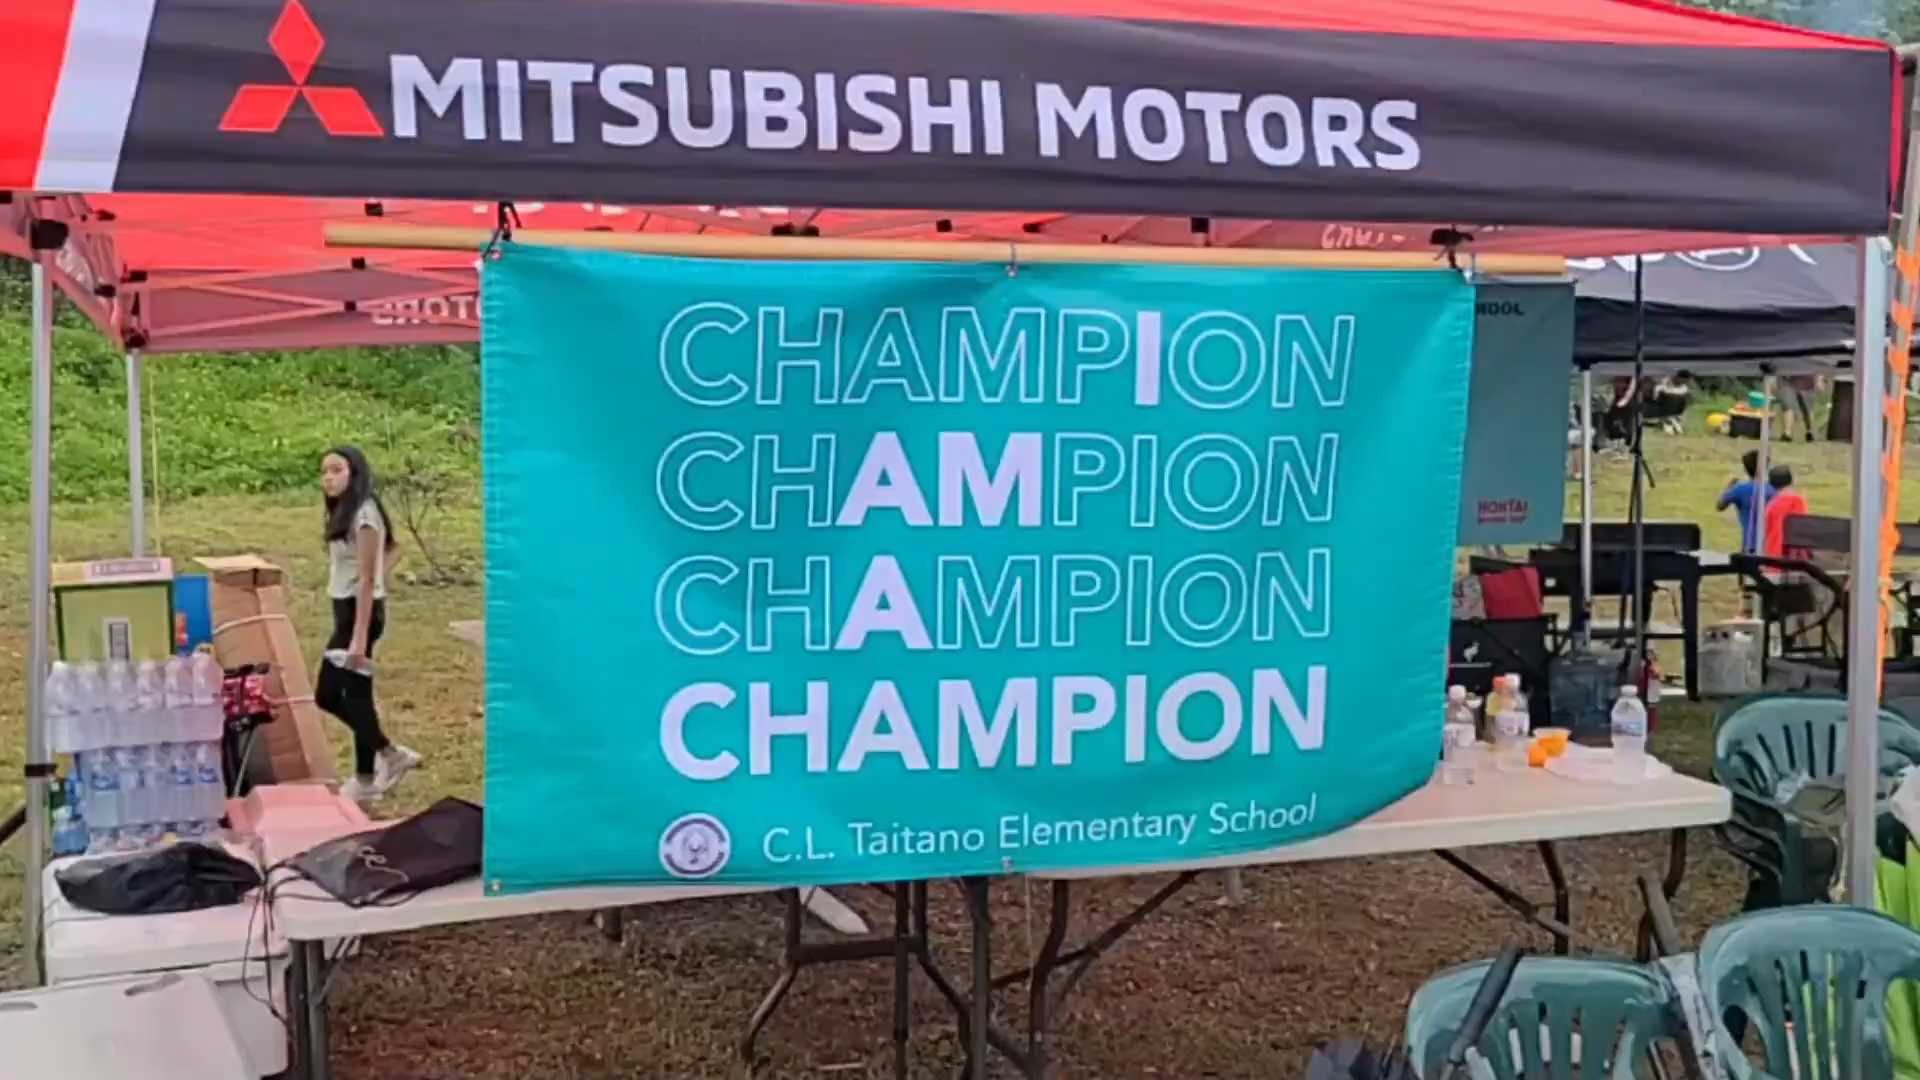 MITSUBISHI MOTORS
CHAMPION
CHAMPION
CHAMPION
CHAMPION
C.L. Taitano Elementary School